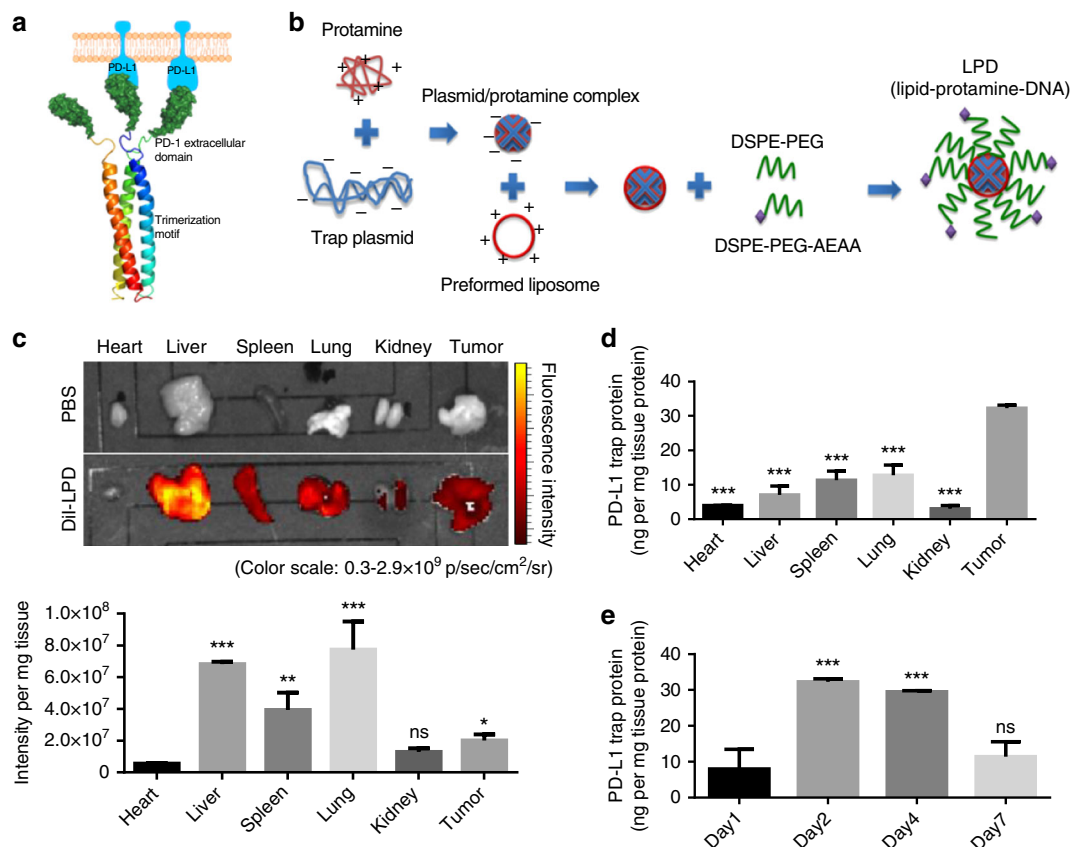 a
PD-L1
PD-L1
PD-1 extracellular
domain
Trimerization
motif
b
Protamine
+ + + +
Plasmid/protamine complex
Trap plasmid
Preformed liposome
DSPE-PEG
DSPE-PEG-AEAA
LPD
(lipid-protamine-DNA)
c
Heart Liver Spleen Lung Kidney Tumor
PBS
Dil-LPD
Fluorescence intensity
(Color scale: 0.3-2.9×10⁹ p/sec/cm²/sr)
Intensity per mg tissue
1.0×10⁸
8.0×10⁷
6.0×10⁷
4.0×10⁷
2.0×10⁷
0
***
**
***
ns
*
Heart Liver Spleen Lung Kidney Tumor
d
PD-L1 trap protein
(ng per mg tissue protein)
40
30
20
10
0
*** *** *** *** ***
Heart Liver Spleen Lung Kidney Tumor
e
PD-L1 trap protein
(ng per mg tissue protein)
40
30
20
10
0
*** *** ns
Day1 Day2 Day4 Day7